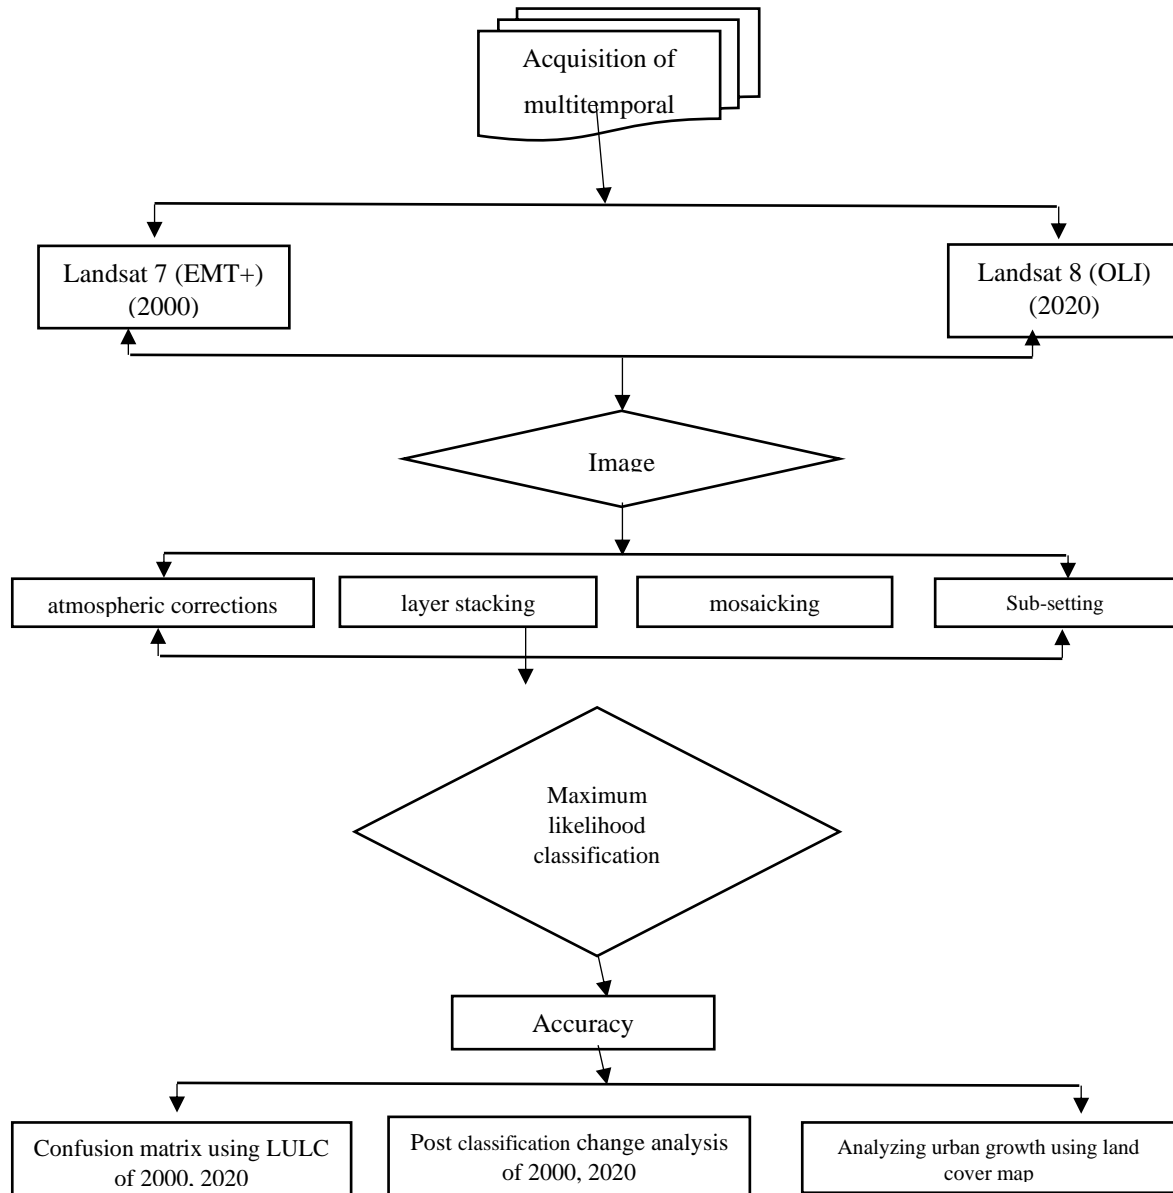 Acquisition of
multitemporal
Landsat 7 (EMT+)
(2000)
Landsat 8 (OLI)
(2020)
Image
atmospheric corrections
layer stacking
mosaicking
Sub-setting
Maximum
likelihood
classification
Accuracy
Confusion matrix using LULC
of 2000, 2020
Post classification change analysis
of 2000, 2020
Analyzing urban growth using land
cover map